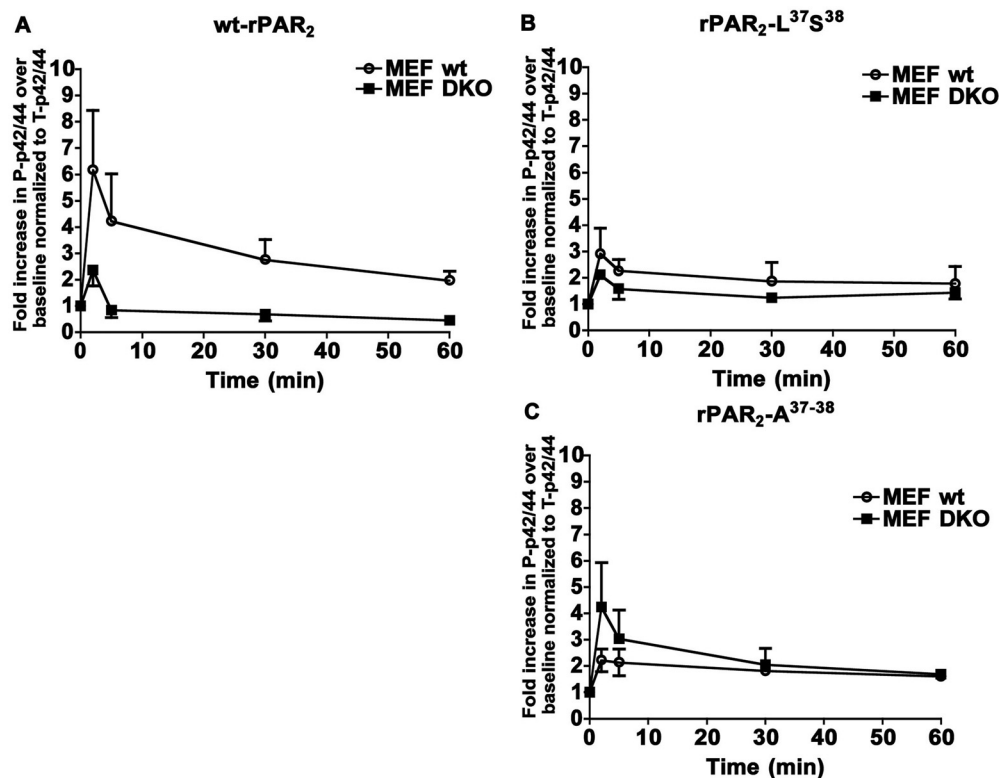 A
wt-rPAR₂
Fold increase in P-p42/44 over
baseline normalized to T-p42/44
10
9
8
7
6
5
4
3
2
1
0
MEF wt
MEF DKO
0 10 20 30 40 50 60
Time (min)
B
rPAR₂-L³⁷S³⁸
Fold increase in P-p42/44 over
baseline normalized to T-p42/44
10
9
8
7
6
5
4
3
2
1
0
MEF wt
MEF DKO
0 10 20 30 40 50 60
Time (min)
C
rPAR₂-A³⁷⁻³⁸
Fold increase in P-p42/44 over
baseline normalized to T-p42/44
10
9
8
7
6
5
4
3
2
1
0
MEF wt
MEF DKO
0 10 20 30 40 50 60
Time (min)